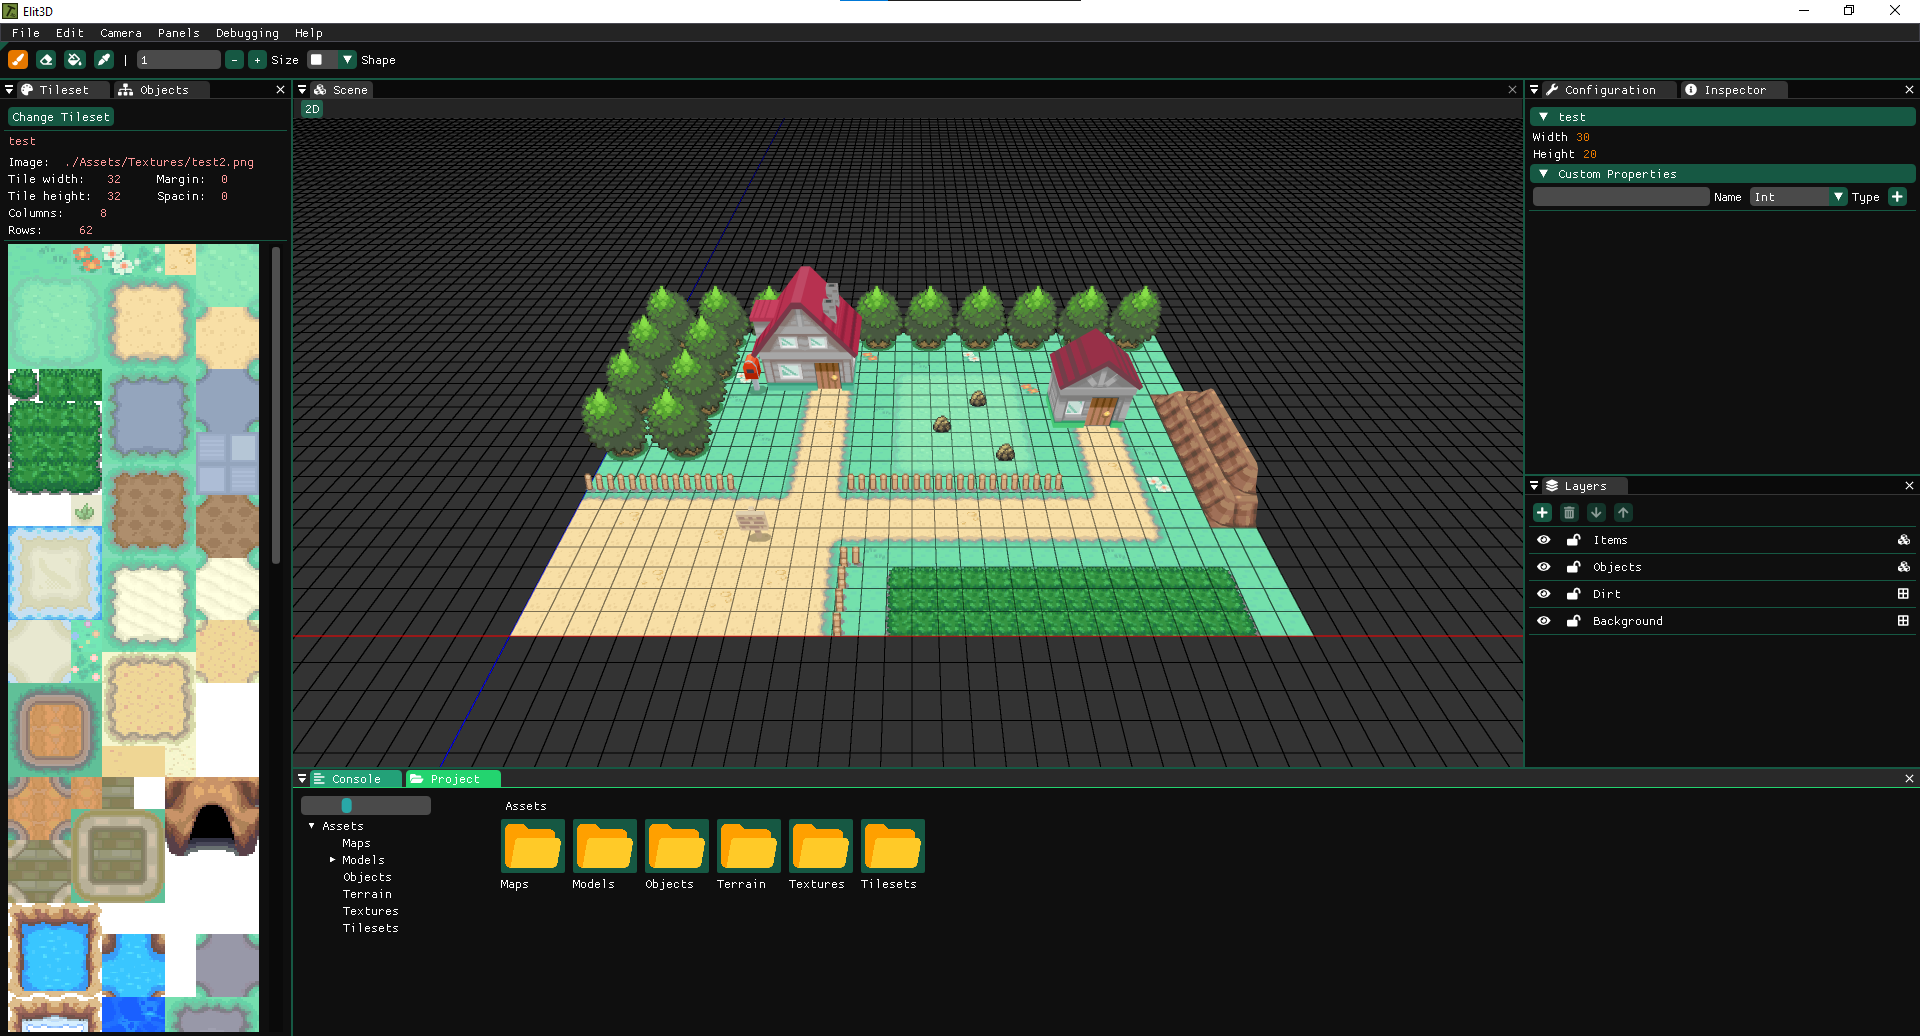 Elit3D
File Edit Camera Panels Debugging Help
| 1 - + Size Shape
Tileset Objects
Change Tileset
test
Image: ./Assets/Textures/test2.png
Tile width: 32 Margin: 0
Tile height: 32 Spacin: 0
Columns: 8
Rows: 62
Scene
2D
Configuration Inspector
test
Width 30
Height 20
Custom Properties
Name Int Type +
Layers
Items
Objects
Dirt
Background
Console Project
Assets
Maps
Models
Objects
Terrain
Textures
Tilesets
Assets
Maps Models Objects Terrain Textures Tilesets